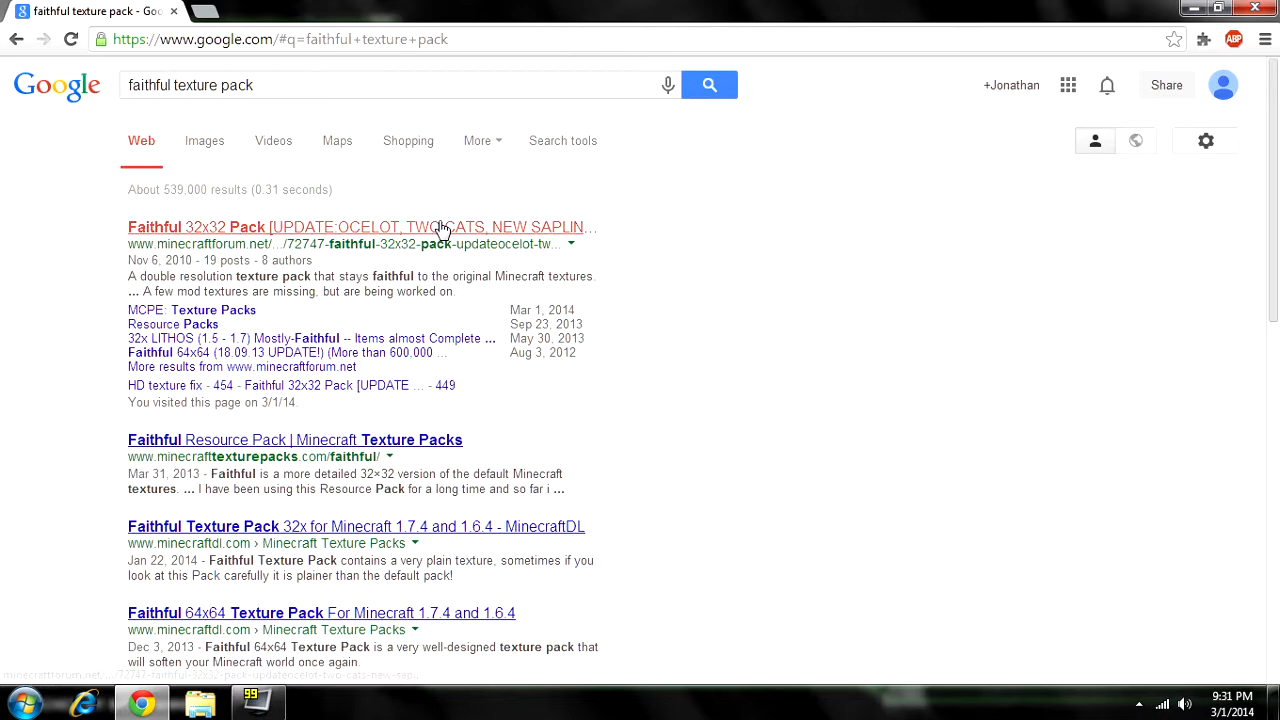 faithful texture pack - Goo
https://www.google.com/#q=faithful+texture+pack
Google
faithful texture pack
+Jonathan
Share
Web Images Videos Maps Shopping More Search tools
About 539,000 results (0.31 seconds)
Faithful 32x32 Pack [UPDATE:OCELOT, TWO CATS, NEW SAPLIN...
www.minecraftforum.net/.../72747-faithful-32x32-pack-updateocelot-tw...
Nov 6, 2010 - 19 posts - 8 authors
A double resolution texture pack that stays faithful to the original Minecraft textures.
... A few mod textures are missing, but are being worked on.
MCPE: Texture Packs Mar 1, 2014
Resource Packs Sep 23, 2013
32x LITHOS (1.5 - 1.7) Mostly-Faithful -- Items almost Complete ... May 30, 2013
Faithful 64x64 (18.09.13 UPDATE!) (More than 600,000 ... Aug 3, 2012
More results from www.minecraftforum.net
HD texture fix - 454 - Faithful 32x32 Pack [UPDATE ... - 449
You visited this page on 3/1/14.
Faithful Resource Pack | Minecraft Texture Packs
www.minecrafttexturepacks.com/faithful/
Mar 31, 2013 - Faithful is a more detailed 32×32 version of the default Minecraft
textures. ... I have been using this Resource Pack for a long time and so far i ...
Faithful Texture Pack 32x for Minecraft 1.7.4 and 1.6.4 - MinecraftDL
www.minecraftdl.com › Minecraft Texture Packs
Jan 22, 2014 - Faithful Texture Pack contains a very plain texture, sometimes if you
look at this Pack carefully it is plainer than the default pack!
Faithful 64x64 Texture Pack For Minecraft 1.7.4 and 1.6.4
www.minecraftdl.com › Minecraft Texture Packs
Dec 3, 2013 - Faithful 64x64 Texture Pack is a very well-designed texture pack that
will soften your Minecraft world once again.
minecraftforum.net/.../72747-faithful-32x32-pack-updateocelot-two-cats-new-sap...
ABP
99
9:31 PM
3/1/2014